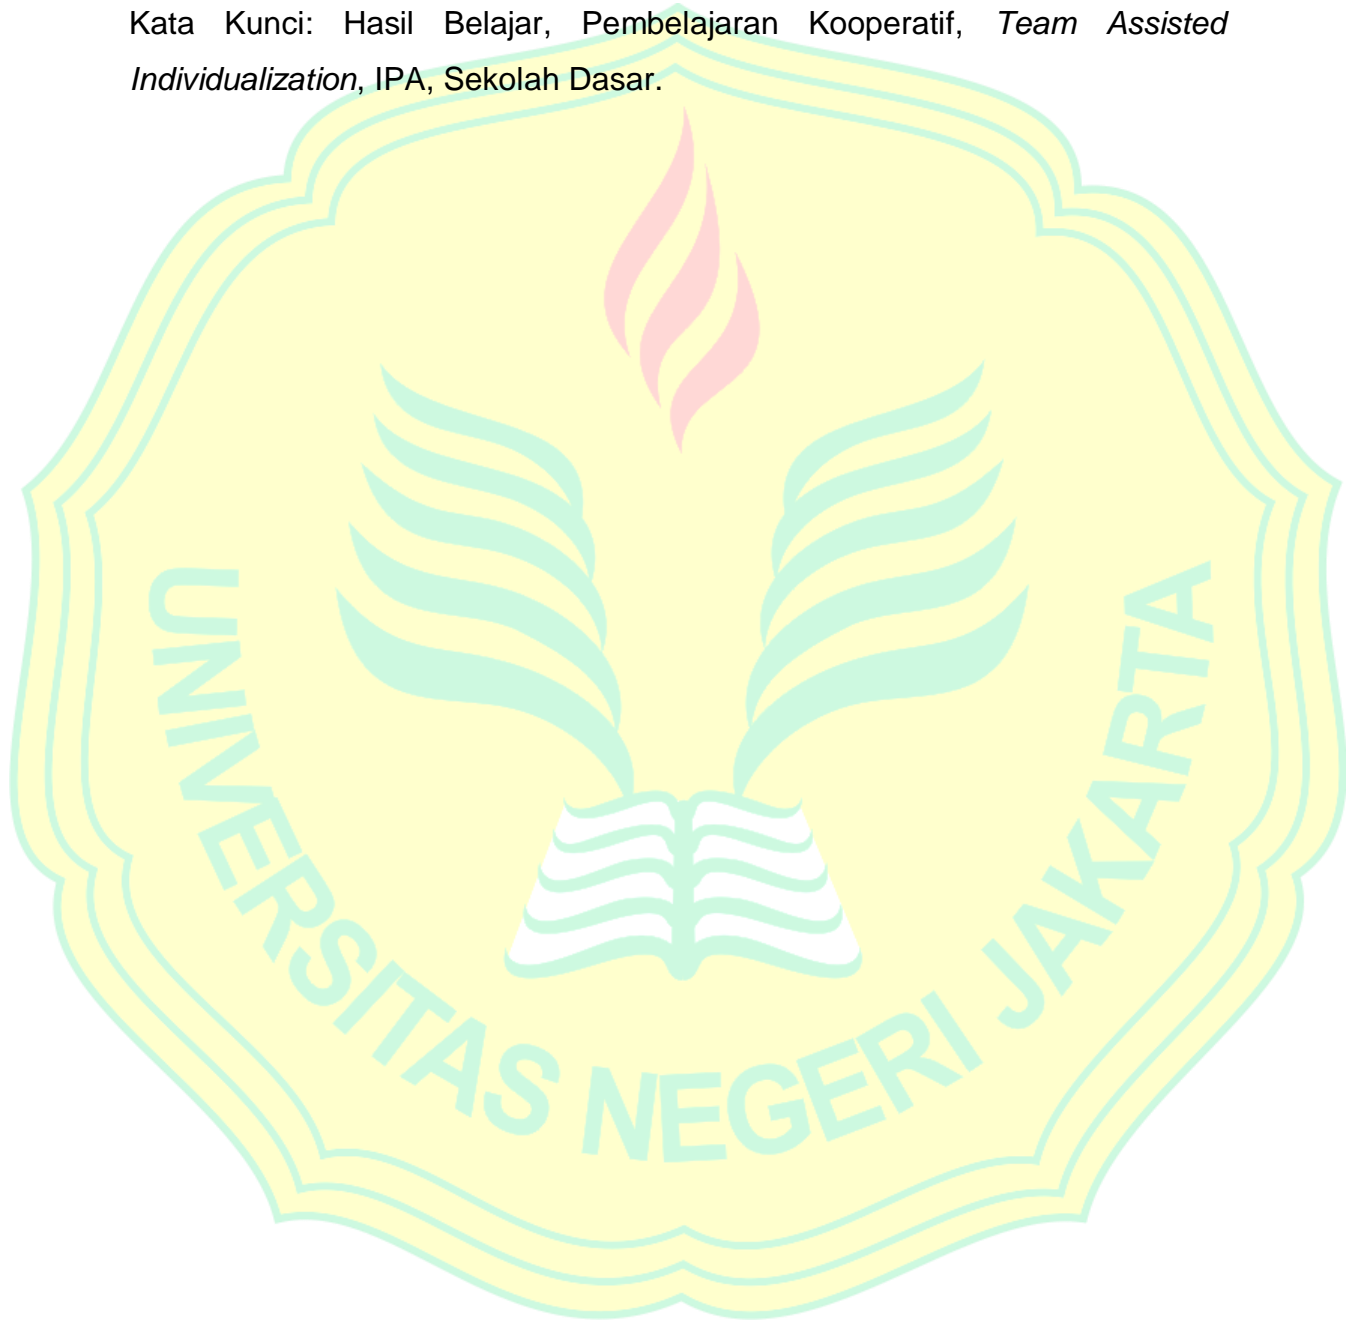 Kata Kunci: Hasil Belajar, Pembelajaran Kooperatif, Team Assisted
Individualization, IPA, Sekolah Dasar.
UNIVERSITAS NEGERI JAKARTA